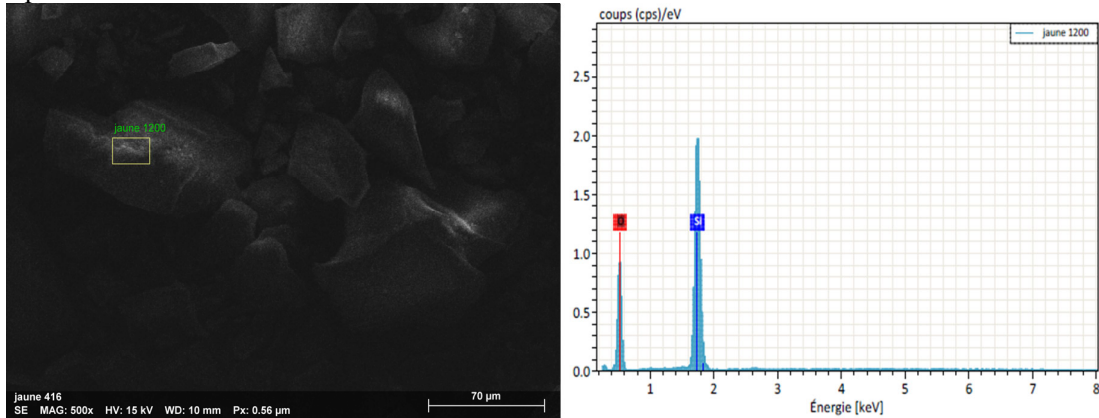 jaune 1200
jaune 416
SE MAG: 500x HV: 15 kV WD: 10 mm Px: 0.56 µm
70 µm
coups (cps)/eV
jaune 1200
2.5
2.0
1.5
1.0
0.5
0.0
O
Si
1 2 3 4 5 6 7 8
Énergie [keV]